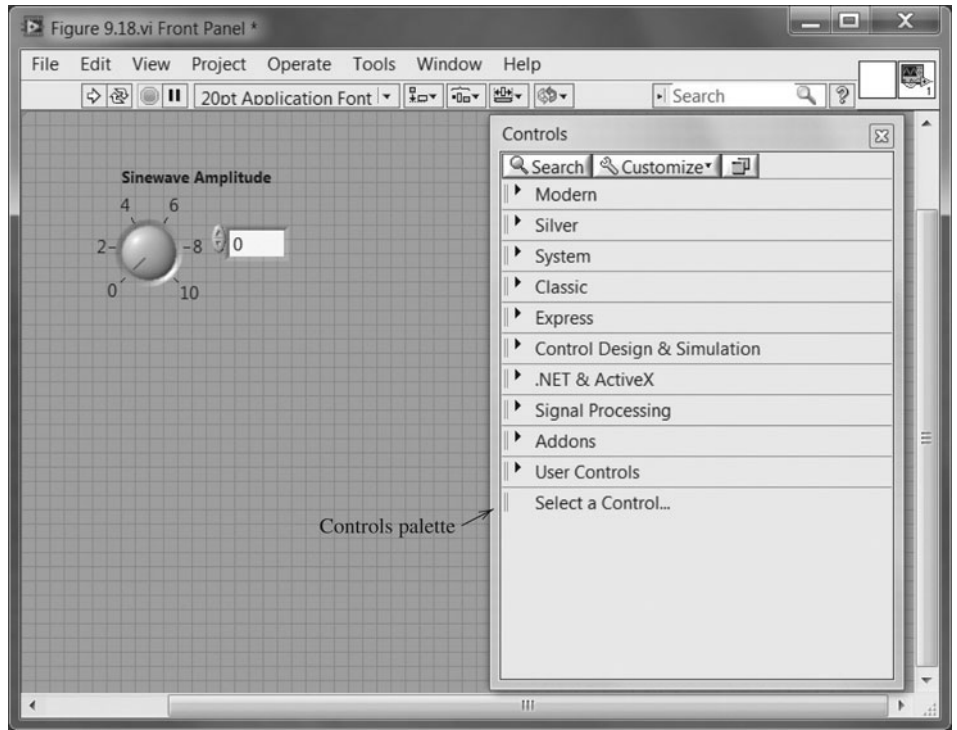 Figure 9.18.vi Front Panel *
File Edit View Project Operate Tools Window Help
20pt Application Font
Search
?
1
Controls
Search Customize
Sinewave Amplitude
4 6
2 8 0
0 10
Modern
Silver
System
Classic
Express
Control Design & Simulation
.NET & ActiveX
Signal Processing
Addons
User Controls
Select a Control...
Controls palette